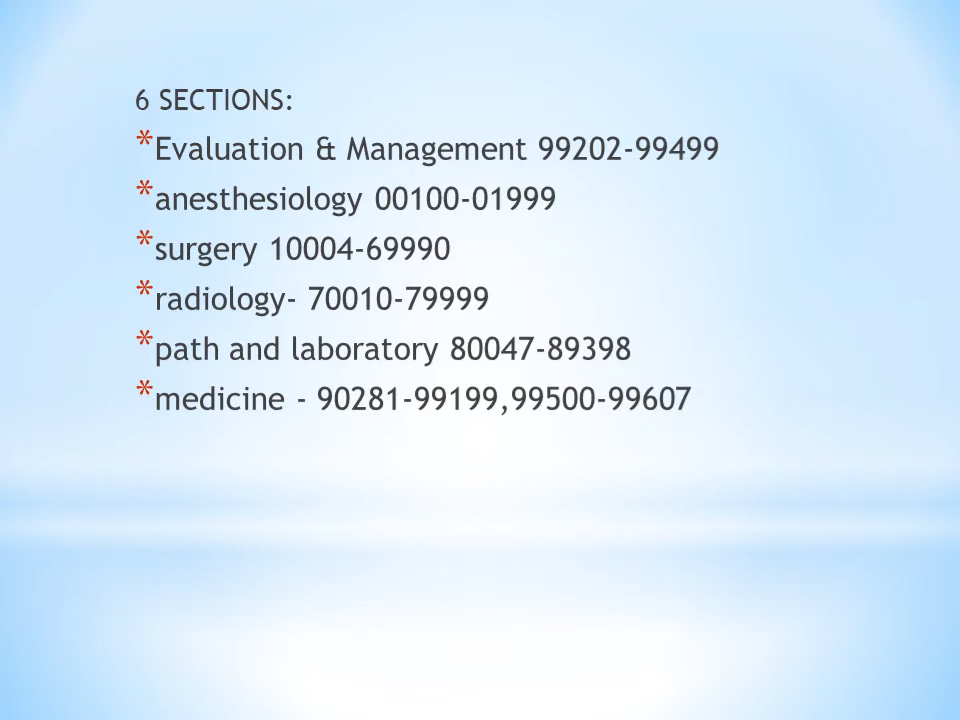 6 SECTIONS:
*Evaluation & Management 99202-99499
*anesthesiology 00100-01999
*surgery 10004-69990
*radiology- 70010-79999
*path and laboratory 80047-89398
*medicine - 90281-99199,99500-99607